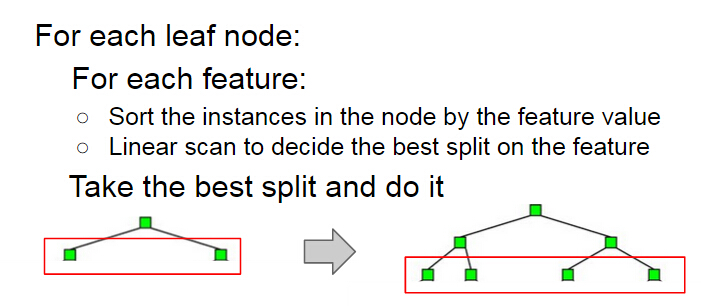 For each leaf node:
For each feature:
○ Sort the instances in the node by the feature value
○ Linear scan to decide the best split on the feature
Take the best split and do it